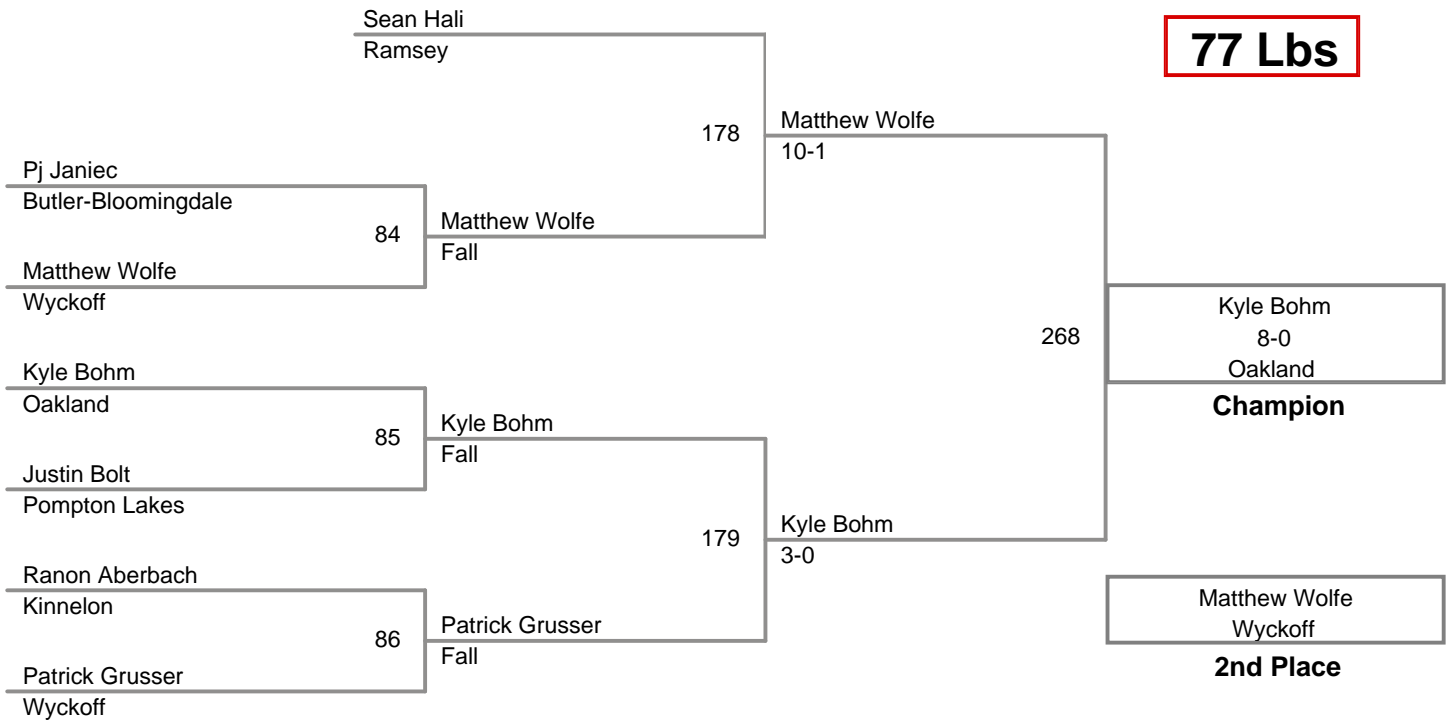 Sean Hali
Ramsey
77 Lbs
178
Matthew Wolfe
10-1
Pj Janiec
Butler-Bloomingdale
84
Matthew Wolfe
Fall
Matthew Wolfe
Wyckoff
268
Kyle Bohm
8-0
Oakland
Champion
Kyle Bohm
Oakland
85
Kyle Bohm
Fall
Justin Bolt
Pompton Lakes
179
Kyle Bohm
3-0
Ranon Aberbach
Kinnelon
86
Patrick Grusser
Fall
Patrick Grusser
Wyckoff
Matthew Wolfe
Wyckoff
2nd Place